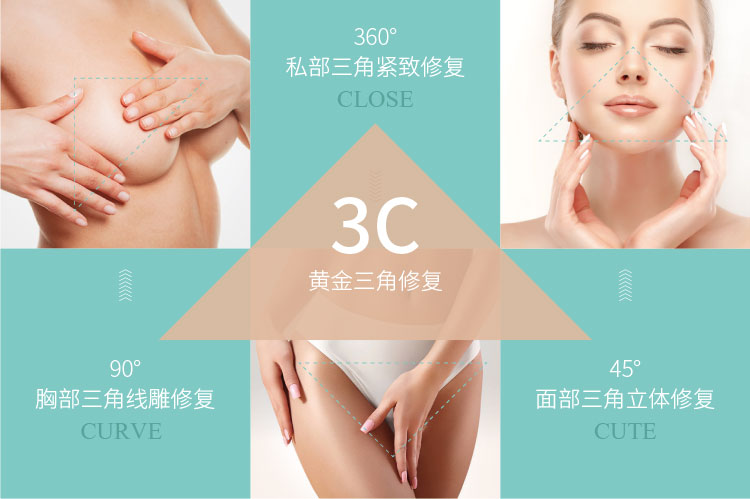 360°
私部三角紧致修复
CLOSE
3C
黄金三角修复
90°
胸部三角线雕修复
CURVE
45°
面部三角立体修复
CUTE